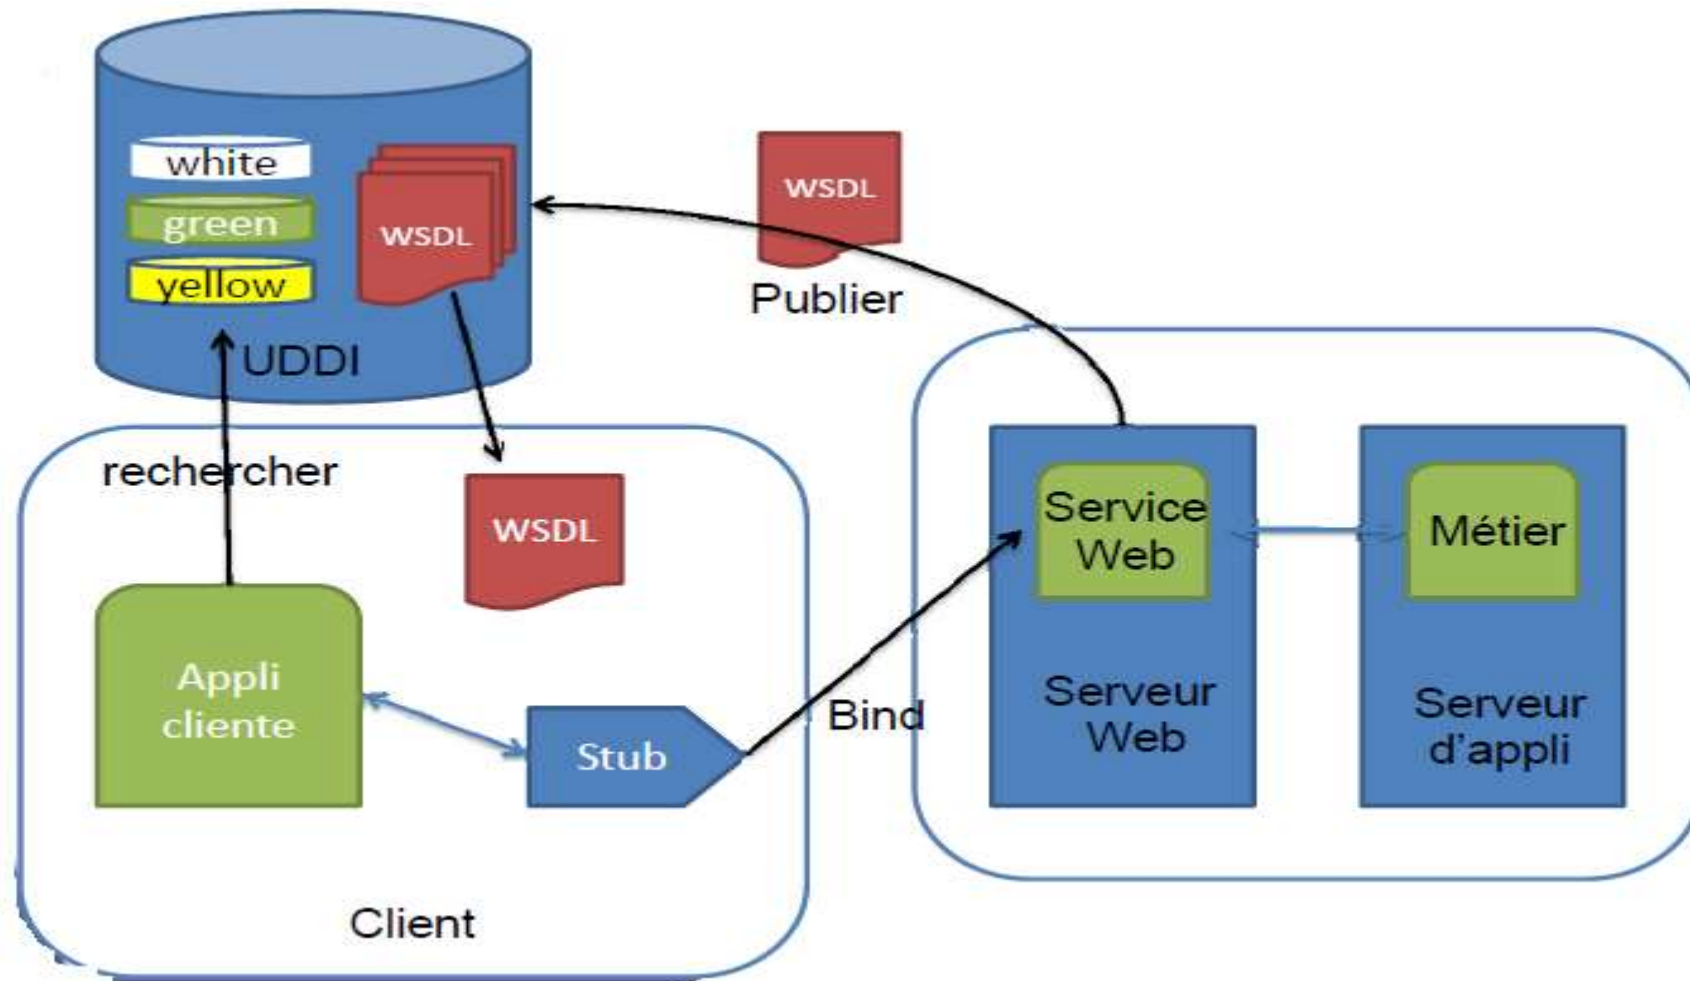 white
green
yellow
WSDL
UDDI
WSDL
Publier
rechercher
WSDL
Appli
cliente
Stub
Bind
Client
Service
Web
Serveur
Web
Métier
Serveur
d'appli